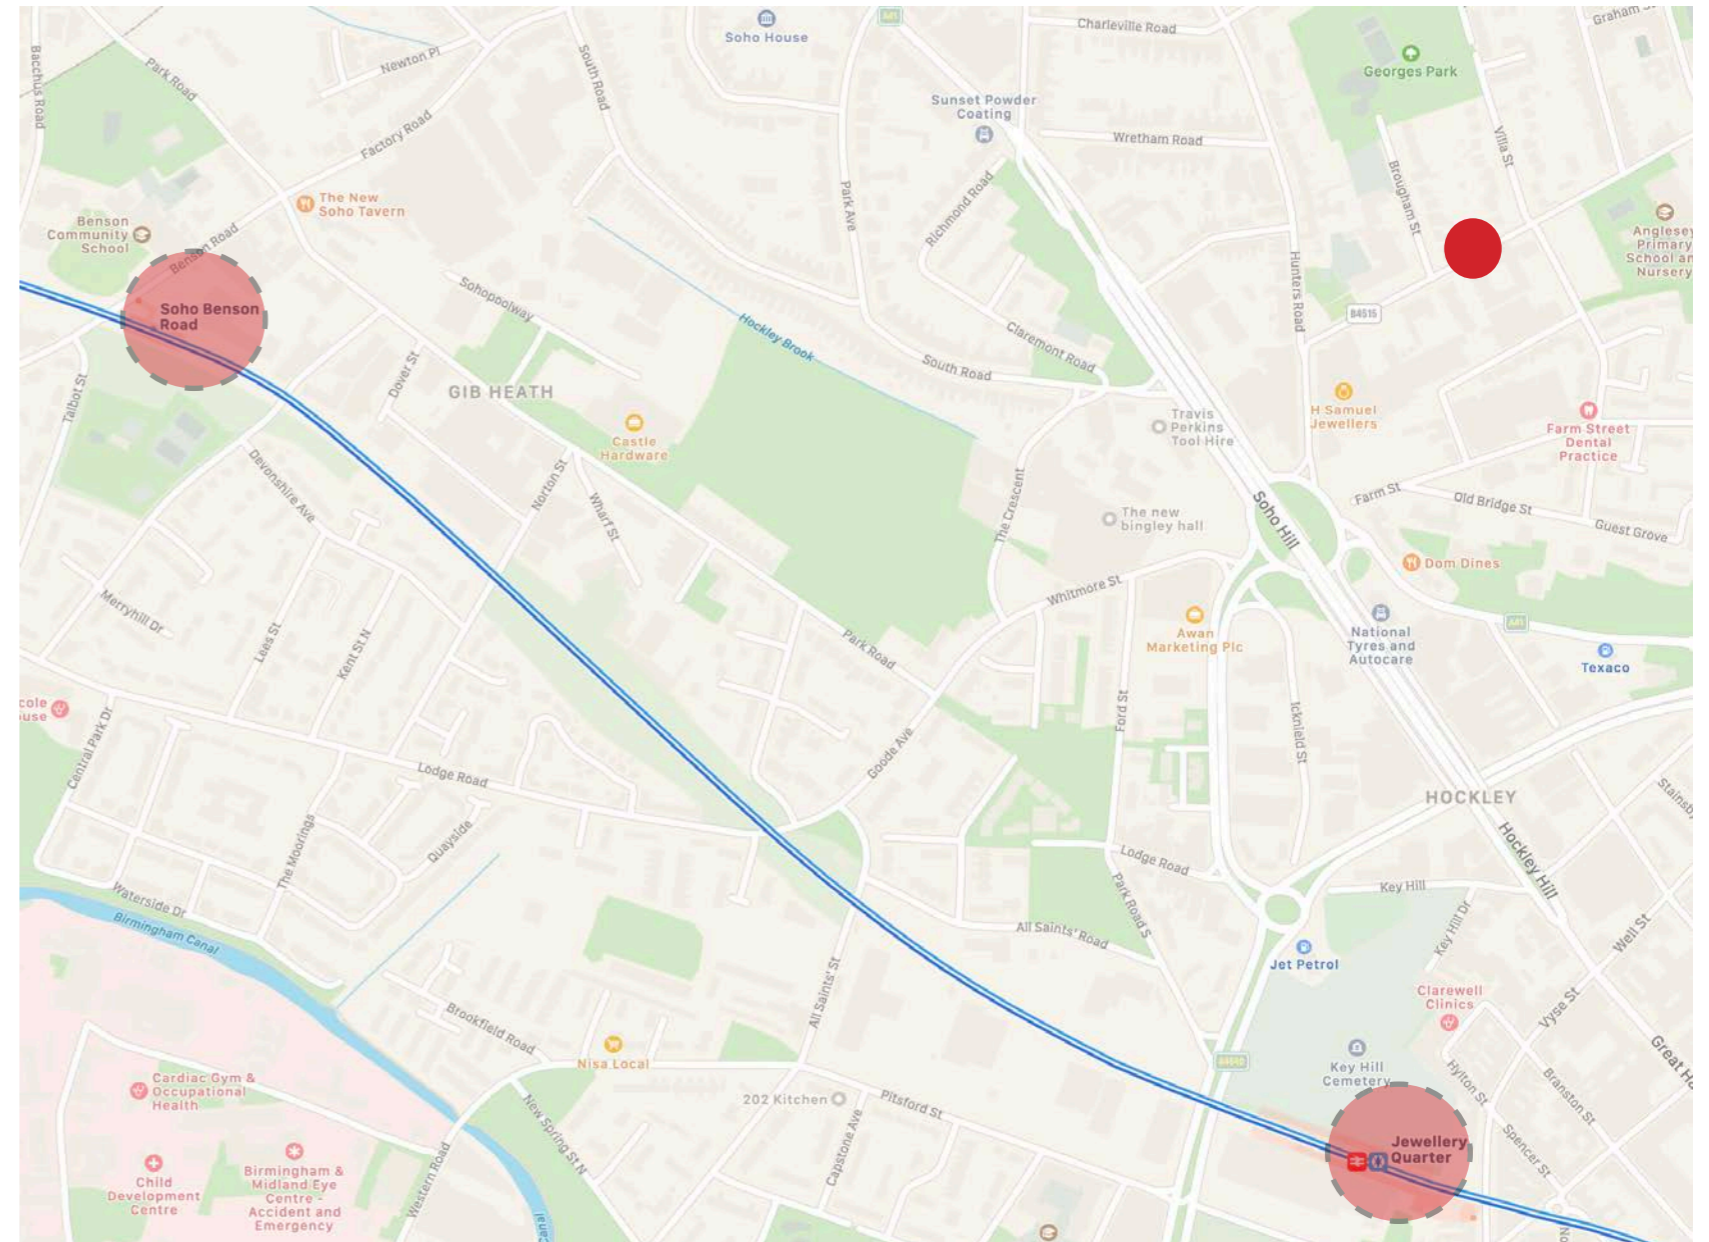 Soho House
A41
Charleville Road
Newton Pl
South Road
Bacchus Road
Park Road
Georges Park
Sunset Powder
Coating
Wretham Road
Villa St
Factory Road
Brougham St
Park Ave
Richmond Road
The New
Soho Tavern
Benson
Community
School
Benson Road
Anglesey
Primary
School an
Nursery
Hunters Road
Soho Benson
Road
Sohopoolway
Hockley Brook
B4515
Claremont Road
South Road
Dover St
Talbot St
GIB HEATH
H Samuel
Jewellers
Travis
Perkins
Tool Hire
Castle
Hardware
Farm Street
Dental
Practice
Devonshire Ave
Norton St
Wharf St
The Crescent
Soho Hill
Farm St
Old Bridge St
Guest Grove
The new
bingley hall
Dom Dines
Whitmore St
Merryhill Dr
Lees St
Kent St N
Park Road
Awan
Marketing Plc
National
Tyres and
Autocare
A41
Texaco
cole
use
Central Park Dr
Ford St
Icknield St
Goode Ave
Lodge Road
HOCKLEY
The Moorings
Quayside
Lodge Road
Hockley Hill
Key Hill
Waterside Dr
Birmingham Canal
Park Road S
All Saints' Road
Key Hill Dr
Well St
Jet Petrol
All Saints' St
Clarewell
Clinics
Vyse St
Brookfield Road
Nisa Local
Key Hill
Cemetery
Great Ha
Cardiac Gym &
Occupational
Health
202 Kitchen
Pitsford St
Hylton St
Branston St
New Spring St N
Capstone Ave
Spencer St
Jewellery
Quarter
Child
Development
Centre
Birmingham &
Midland Eye
Centre -
Accident and
Emergency
Western Road